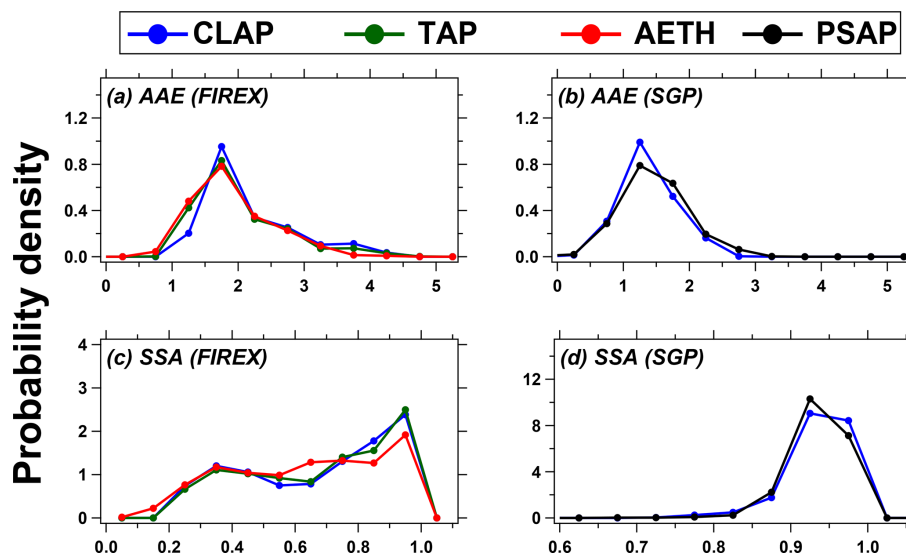 CLAP TAP AETH PSAP
Probability density
(a) AAE (FIREX)
1.2
0.8
0.4
0.0
0 1 2 3 4 5
(b) AAE (SGP)
1.2
0.8
0.4
0.0
0 1 2 3 4 5
(c) SSA (FIREX)
4
3
2
1
0
0.0 0.2 0.4 0.6 0.8 1.0
(d) SSA (SGP)
12
8
4
0
0.6 0.7 0.8 0.9 1.0